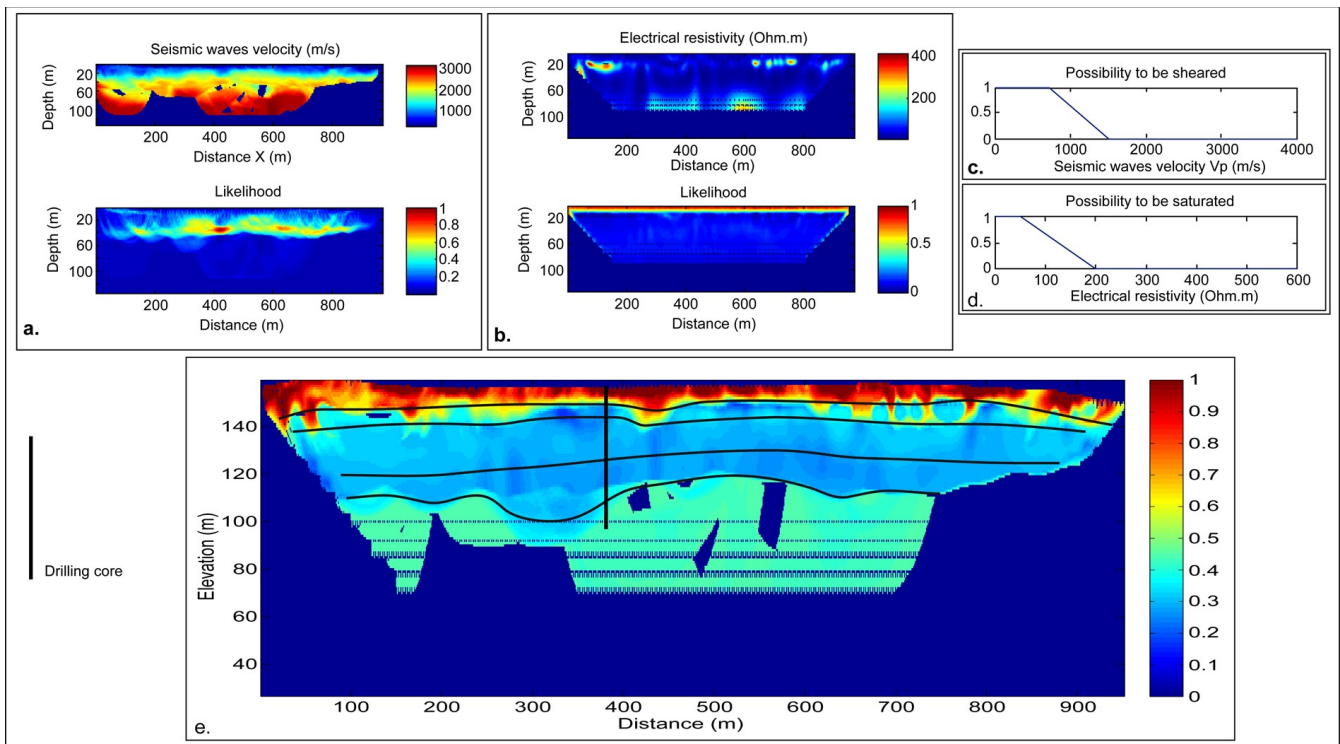 Seismic waves velocity (m/s)
Depth (m)
20
60
100
200 400 600 800
Distance X (m)
3000
2000
1000
Likelihood
Depth (m)
20
60
100
200 400 600 800
Distance (m)
1
0.8
0.6
0.4
0.2
a.
Electrical resistivity (Ohm.m)
Depth (m)
20
60
100
200 400 600 800
Distance (m)
400
200
Likelihood
Depth (m)
20
60
100
200 400 600 800
Distance (m)
1
0.5
0
b.
Possibility to be sheared
1
0.5
0
0 1000 2000 3000 4000
Seismic waves velocity Vp (m/s)
c.
Possibility to be saturated
1
0.5
0
0 100 200 300 400 500 600
Electrical resistivity (Ohm.m)
d.
Drilling core
Elevation (m)
140
120
100
80
60
40
100 200 300 400 500 600 700 800 900
Distance (m)
1
0.9
0.8
0.7
0.6
0.5
0.4
0.3
0.2
0.1
0
e.